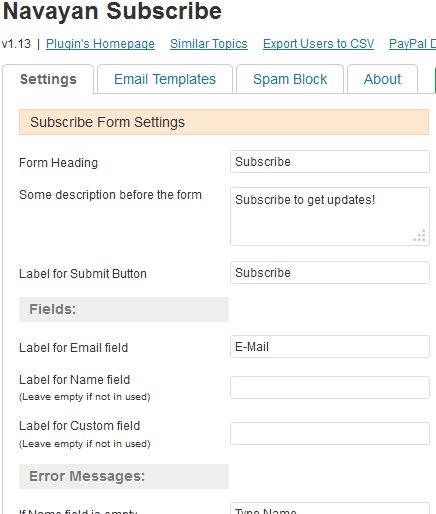 Navayan Subscribe
v1.13 | Plugin's Homepage Similar Topics Export Users to CSV PayPal
Settings Email Templates Spam Block About
Subscribe Form Settings
Form Heading Subscribe
Some description before the form Subscribe to get updates!
Label for Submit Button Subscribe
Fields:
Label for Email field E-Mail
Label for Name field
(Leave empty if not in used)
Label for Custom field
(Leave empty if not in used)
Error Messages:
If Name field is empty Type Name